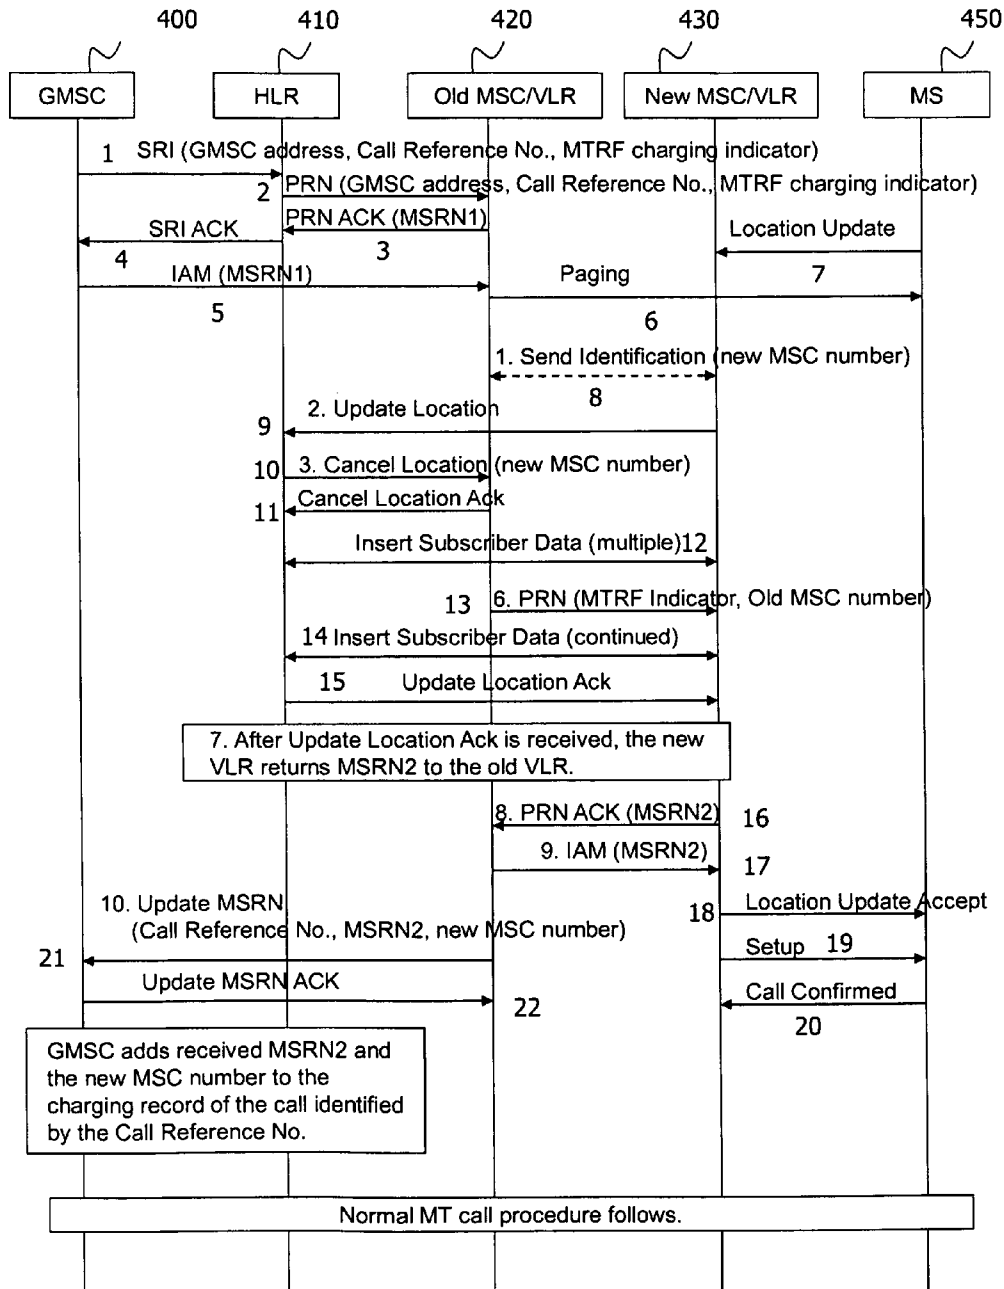 400 410 420 430 450
GMSC HLR Old MSC/VLR New MSC/VLR MS
1 SRI (GMSC address, Call Reference No., MTRF charging indicator)
2 PRN (GMSC address, Call Reference No., MTRF charging indicator)
PRN ACK (MSRN1)
3
SRI ACK
4
Location Update
7
IAM (MSRN1)
5
Paging
6
1. Send Identification (new MSC number)
8
2. Update Location
9
10 3. Cancel Location (new MSC number)
11 Cancel Location Ack
Insert Subscriber Data (multiple) 12
13 6. PRN (MTRF Indicator, Old MSC number)
14 Insert Subscriber Data (continued)
15 Update Location Ack
7. After Update Location Ack is received, the new
VLR returns MSRN2 to the old VLR.
8. PRN ACK (MSRN2) 16
9. IAM (MSRN2) 17
18 Location Update Accept
10. Update MSRN
(Call Reference No., MSRN2, new MSC number)
21
Setup 19
Update MSRN ACK
22
Call Confirmed
20
GMSC adds received MSRN2 and
the new MSC number to the
charging record of the call identified
by the Call Reference No.
Normal MT call procedure follows.